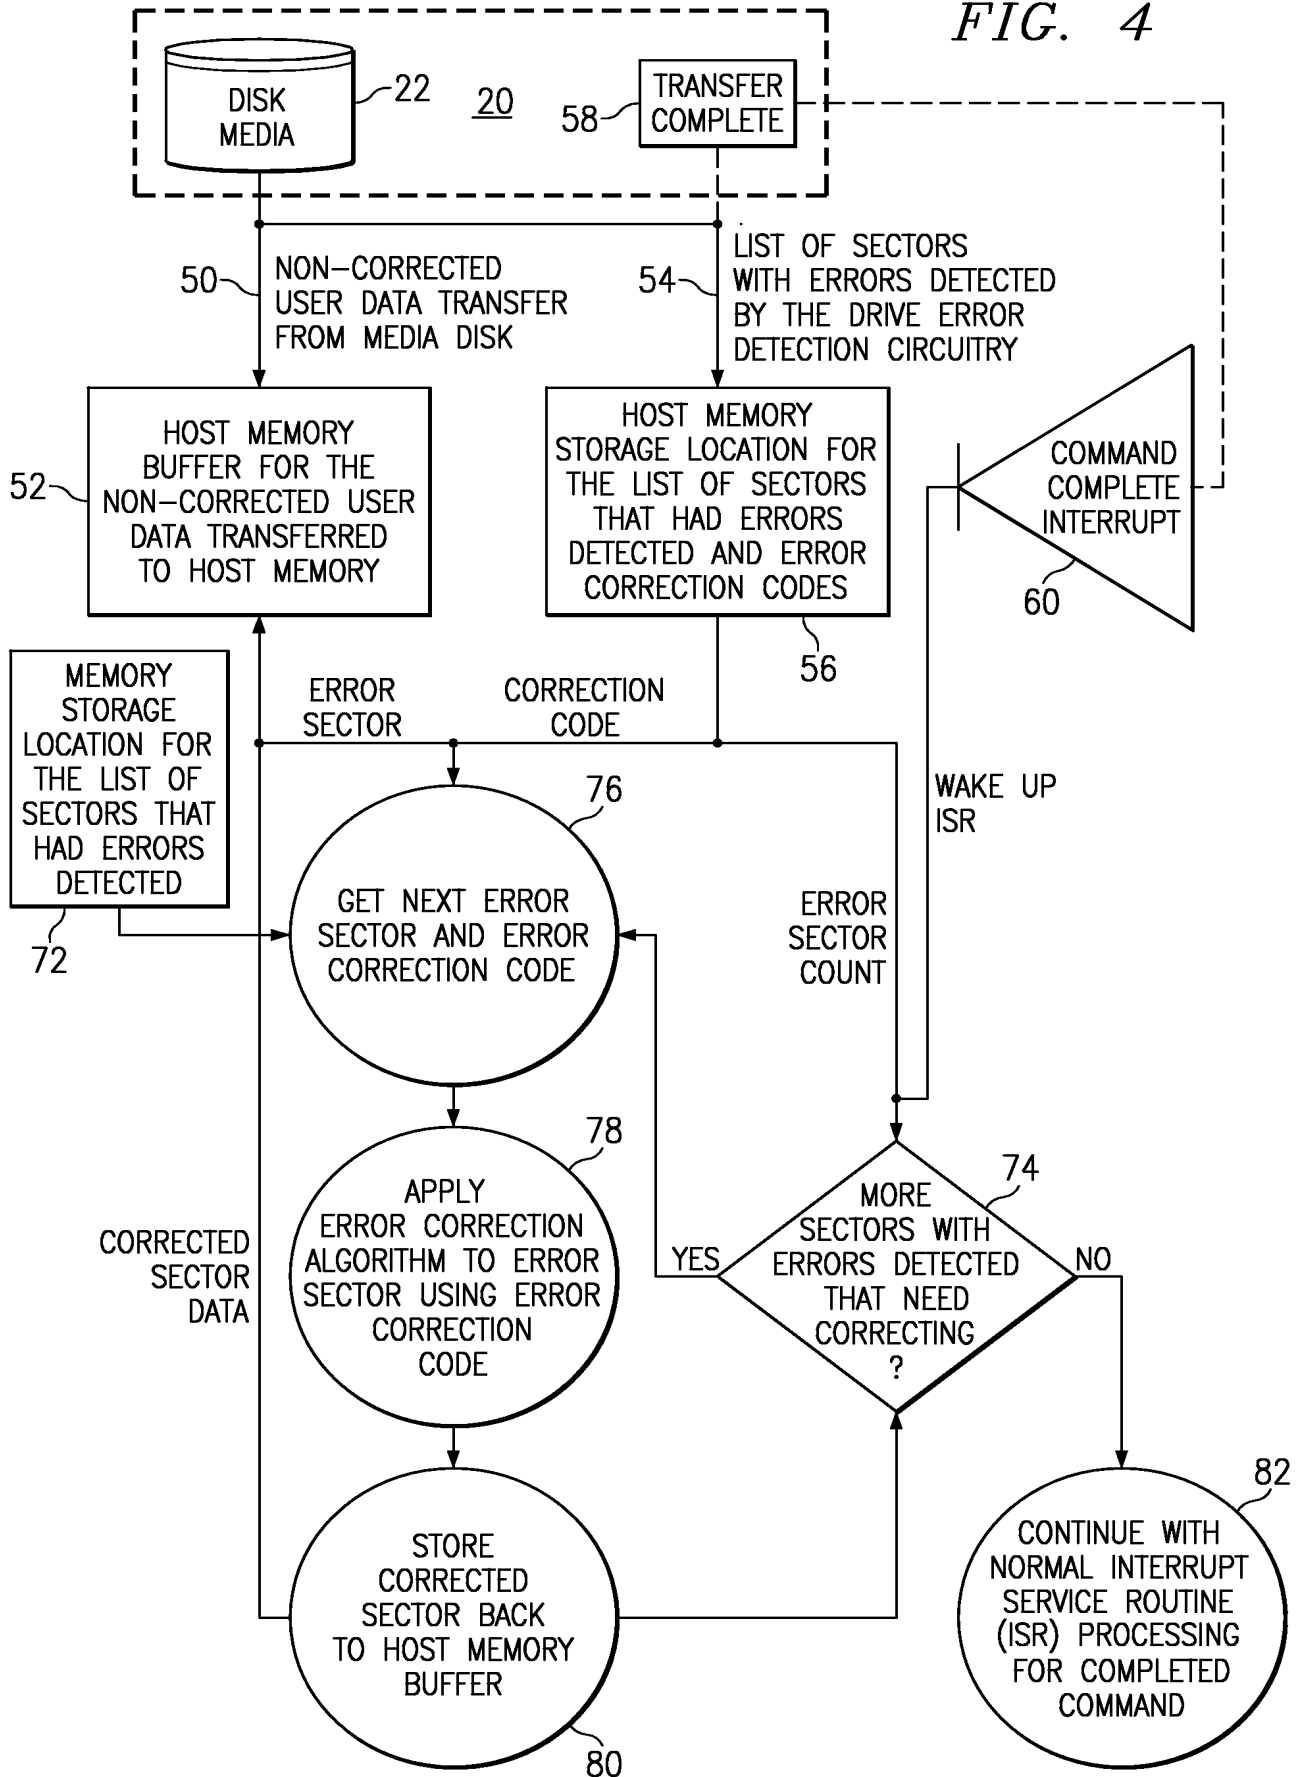 FIG. 4
DISK
MEDIA
22
20
58
TRANSFER
COMPLETE
50
NON-CORRECTED
USER DATA TRANSFER
FROM MEDIA DISK
54
LIST OF SECTORS
WITH ERRORS DETECTED
BY THE DRIVE ERROR
DETECTION CIRCUITRY
52
HOST MEMORY
BUFFER FOR THE
NON-CORRECTED USER
DATA TRANSFERRED
TO HOST MEMORY
HOST MEMORY
STORAGE LOCATION FOR
THE LIST OF SECTORS
THAT HAD ERRORS
DETECTED AND ERROR
CORRECTION CODES
56
COMMAND
COMPLETE
INTERRUPT
60
MEMORY
STORAGE
LOCATION FOR
THE LIST OF
SECTORS THAT
HAD ERRORS
DETECTED
72
ERROR
SECTOR
CORRECTION
CODE
76
GET NEXT ERROR
SECTOR AND ERROR
CORRECTION CODE
WAKE UP
ISR
ERROR
SECTOR
COUNT
78
APPLY
ERROR CORRECTION
ALGORITHM TO ERROR
SECTOR USING ERROR
CORRECTION
CODE
74
MORE
SECTORS WITH
ERRORS DETECTED
THAT NEED
CORRECTING
?
YES
NO
CORRECTED
SECTOR
DATA
STORE
CORRECTED
SECTOR BACK
TO HOST MEMORY
BUFFER
80
82
CONTINUE WITH
NORMAL INTERRUPT
SERVICE ROUTINE
(ISR) PROCESSING
FOR COMPLETED
COMMAND